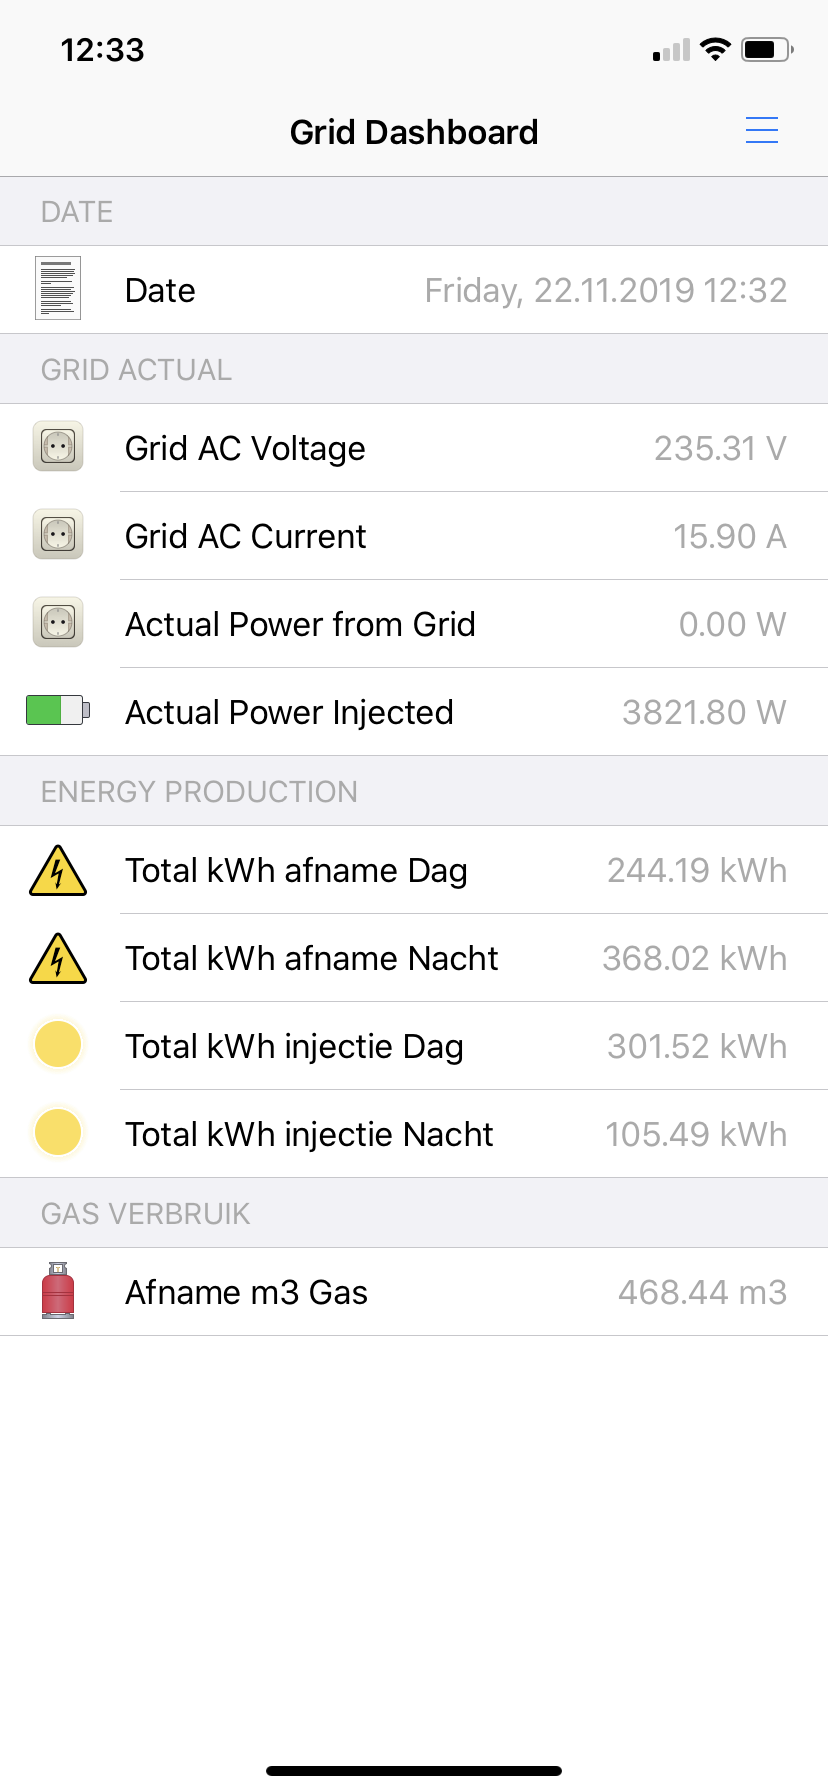 12:33
Grid Dashboard
DATE
Date Friday, 22.11.2019 12:32
GRID ACTUAL
Grid AC Voltage 235.31 V
Grid AC Current 15.90 A
Actual Power from Grid 0.00 W
Actual Power Injected 3821.80 W
ENERGY PRODUCTION
Total kWh afname Dag 244.19 kWh
Total kWh afname Nacht 368.02 kWh
Total kWh injectie Dag 301.52 kWh
Total kWh injectie Nacht 105.49 kWh
GAS VERBRUIK
Afname m3 Gas 468.44 m3